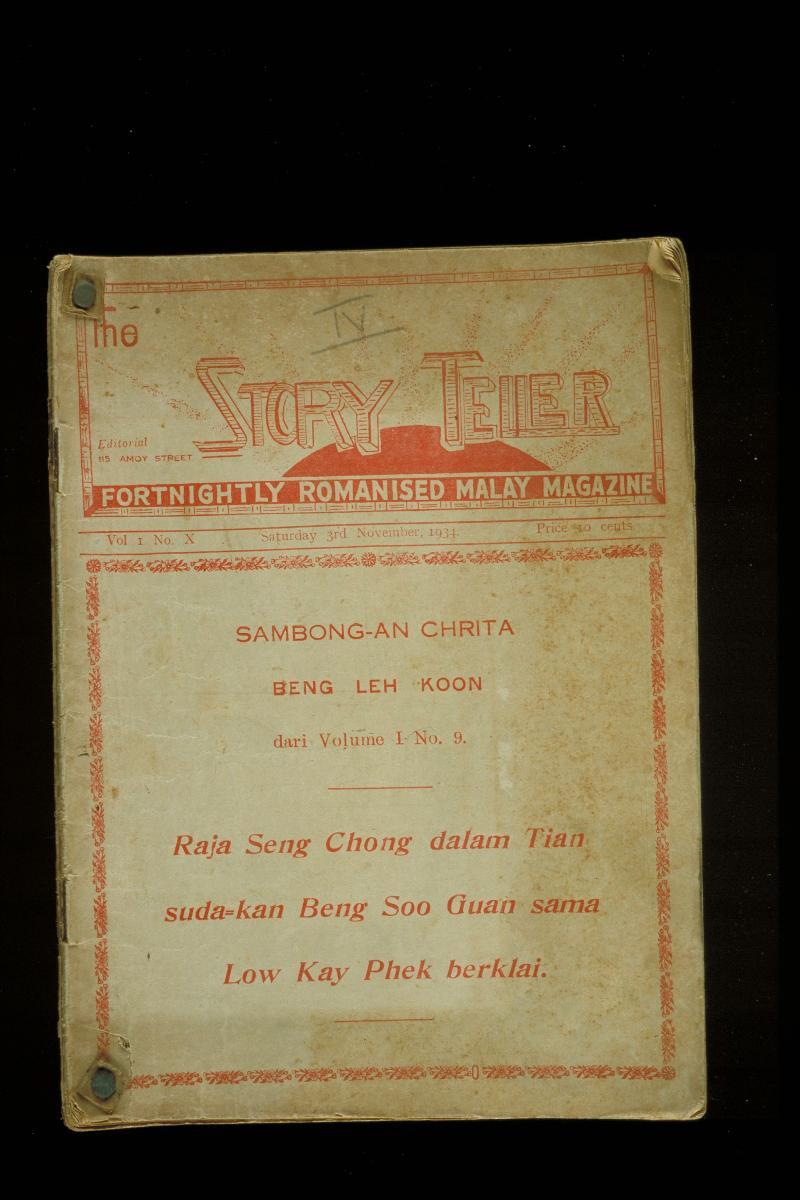 The
IV
STORY TELLER
Editorial
115 AMOY STREET
FORTNIGHTLY ROMANISED MALAY MAGAZINE
Vol 1 No. X Saturday 3rd November, 1934. Price 10 cents
SAMBONG-AN CHRITA
BENG LEH KOON
dari Volume I No. 9.
Raja Seng Chong dalam Tian
suda=kan Beng Soo Guan sama
Low Kay Phek berklai.